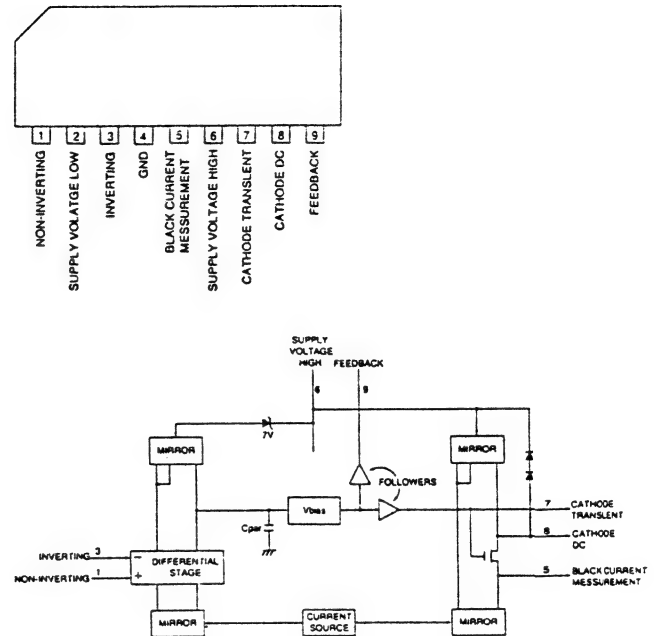 1 2 3 4 5 6 7 8 9
NON-INVERTING
SUPPLY VOLATGE LOW
INVERTING
GND
BLACK CURRENT
MESSUREMENT
SUPPLY VOLTAGE HIGH
CATHODE TRANSLENT
CATHODE DC
FEEDBACK
SUPPLY
VOLTAGE
HIGH
FEEDBACK
6
9
7V
MIRROR
MIRROR
FOLLOWERS
Vbias
Cpar
7 CATHODE
TRANSLENT
8 CATHODE
DC
INVERTING 3
NON-INVERTING 1
-
+
DIFFERENTIAL
STAGE
5 BLACK CURRENT
MESSUREMENT
MIRROR
CURRENT
SOURCE
MIRROR